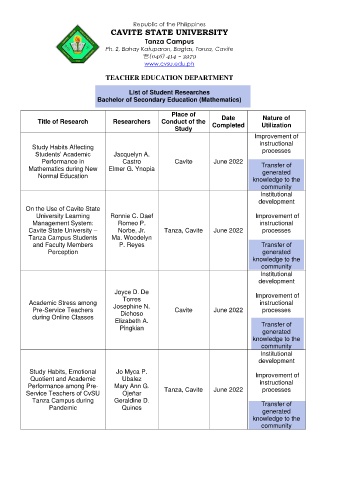 Republic of the Philippines
CAVITE STATE UNIVERSITY
Tanza Campus
Ph. 2, Bahay Katuparan, Bagtas, Tanza, Cavite
☏(046) 414 – 3979
www.cvsu.edu.ph
TEACHER EDUCATION DEPARTMENT
List of Student Researches
Bachelor of Secondary Education (Mathematics)
Title of Research
Researchers
Place of
Conduct of the
Study
Date
Completed
Nature of
Utilization
Study Habits Affecting
Students' Academic
Performance in
Mathematics during New
Normal Education
Jacquelyn A.
Castro
Elmer G. Ynopia
Cavite
June 2022
Improvement of
instructional
processes
Transfer of
generated
knowledge to the
community
On the Use of Cavite State
University Learning
Management System:
Cavite State University –
Tanza Campus Students
and Faculty Members
Perception
Ronnie C. Daef
Romeo P.
Norbe, Jr.
Ma. Woodelyn
P. Reyes
Tanza, Cavite
June 2022
Institutional
development
Improvement of
instructional
processes
Transfer of
generated
knowledge to the
community
Academic Stress among
Pre-Service Teachers
during Online Classes
Joyce D. De
Torres
Josephine N.
Dichoso
Elizabeth A.
Pingkian
Cavite
June 2022
Institutional
development
Improvement of
instructional
processes
Transfer of
generated
knowledge to the
community
Study Habits, Emotional
Quotient and Academic
Performance among Pre-
Service Teachers of CvSU
Tanza Campus during
Pandemic
Jo Myca P.
Ubalez
Mary Ann G.
Ojeñar
Geraldine D.
Quines
Tanza, Cavite
June 2022
Institutional
development
Improvement of
instructional
processes
Transfer of
generated
knowledge to the
community